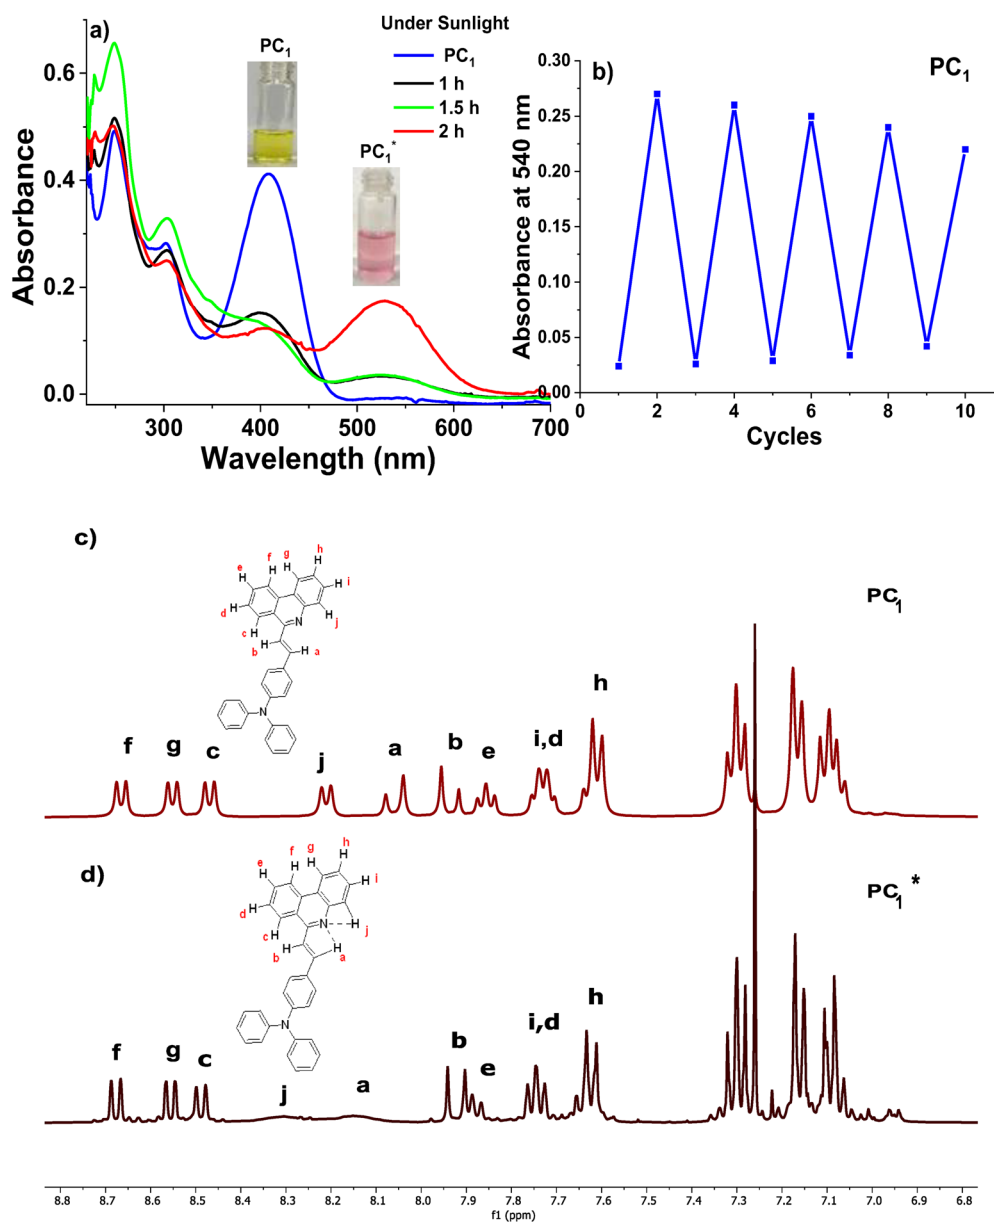 a)
Under Sunlight
PC1
1 h
1.5 h
2 h
PC1
PC1*
0.6
0.4
0.2
0.0
Absorbance
300
400
500
600
700
Wavelength (nm)
b)
PC1
0.30
0.25
0.20
0.15
0.10
0.05
0.00
Absorbance at 540 nm
2
4
6
8
10
Cycles
c)
PC1
h
g
f
e
i
d
j
c
b
a
H
H
H
H
H
H
H
H
H
H
N
N
f
g
c
j
a
b
e
i,d
h
d)
PC1*
h
g
f
e
i
d
j
c
b
a
H
H
H
H
H
H
H
H
H
H
N
N
f
g
c
j
a
b
e
i,d
h
8.8 8.7 8.6 8.5 8.4 8.3 8.2 8.1 8.0 7.9 7.8 7.7 7.6 7.5 7.4 7.3 7.2 7.1 7.0 6.9 6.8
f1 (ppm)